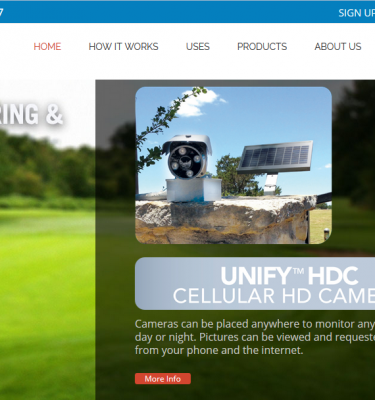 7
SIGN UP
HOME HOW IT WORKS USES PRODUCTS ABOUT US
RING &
UNIFY™ HDC
CELLULAR HD CAME
Cameras can be placed anywhere to monitor any
day or night. Pictures can be viewed and requeste
from your phone and the internet.
More Info